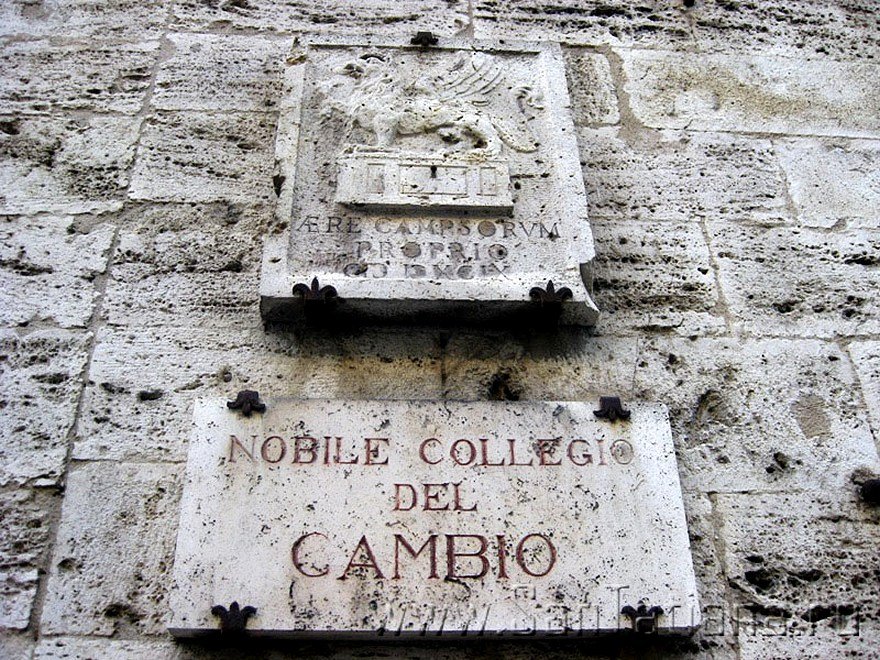 ÆRE CAMPSORVM
PROPRIO
NOBILE COLLEGIO
DEL
CAMBIO